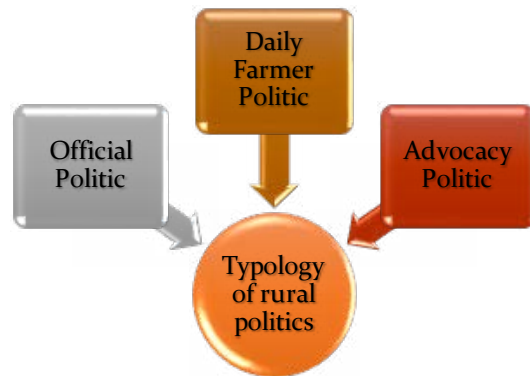 Daily
Farmer
Politic
Official
Politic
Advocacy
Politic
Typology
of rural
politics